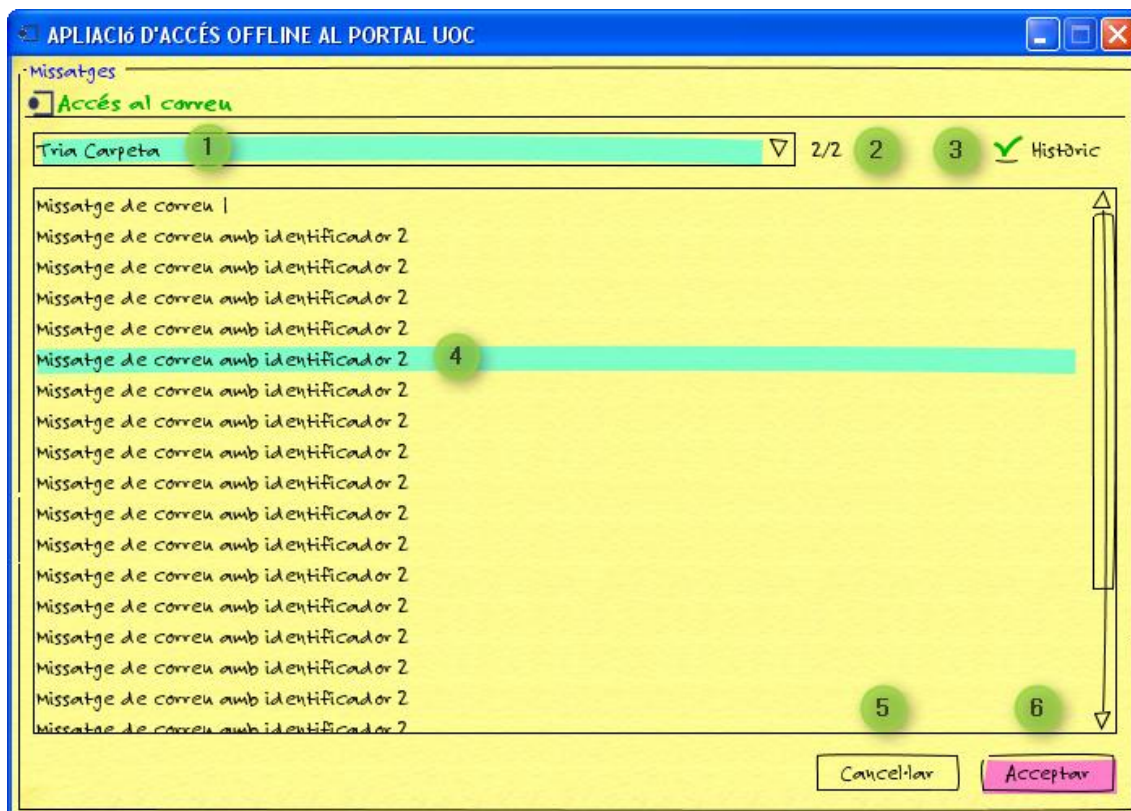 APLIACIÓ D'ACCÉS OFFLINE AL PORTAL UOC
Missatges
Accés al correu
Tria Carpeta 1 2/2 2 3 Històric
Missatge de correu 1
Missatge de correu amb identificador 2
Missatge de correu amb identificador 2
Missatge de correu amb identificador 2
Missatge de correu amb identificador 2
Missatge de correu amb identificador 2 4
Missatge de correu amb identificador 2
Missatge de correu amb identificador 2
Missatge de correu amb identificador 2
Missatge de correu amb identificador 2
Missatge de correu amb identificador 2
Missatge de correu amb identificador 2
Missatge de correu amb identificador 2
Missatge de correu amb identificador 2
Missatge de correu amb identificador 2
Missatge de correu amb identificador 2
Missatge de correu amb identificador 2
Missatge de correu amb identificador 2
5 6
Cancel·lar Acceptar